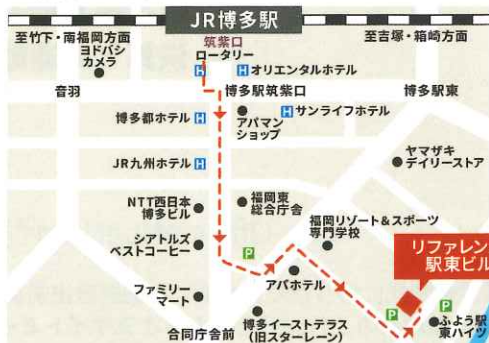 JR博多駅
至竹下・南福岡方面
至吉塚・箱崎方面
筑紫口
ロータリー
ヨドバシ
カメラ
H
H オリエンタルホテル
音羽
博多駅筑紫口
博多駅東
博多都ホテル H
アパマン
ショップ
H サンライフホテル
ヤマザキ
デイリーストア
JR九州ホテル H
NTT西日本
博多ビル
福岡東
総合庁舎
福岡リゾート&スポーツ
専門学校
シアトルズ
ベストコーヒー
P
P
リファレン
駅東ビル
アパホテル
ファミリー
マート
P
P
合同庁舎前
博多イーストテラス
(旧スターレーン)
ふよう駅
東ハイツ